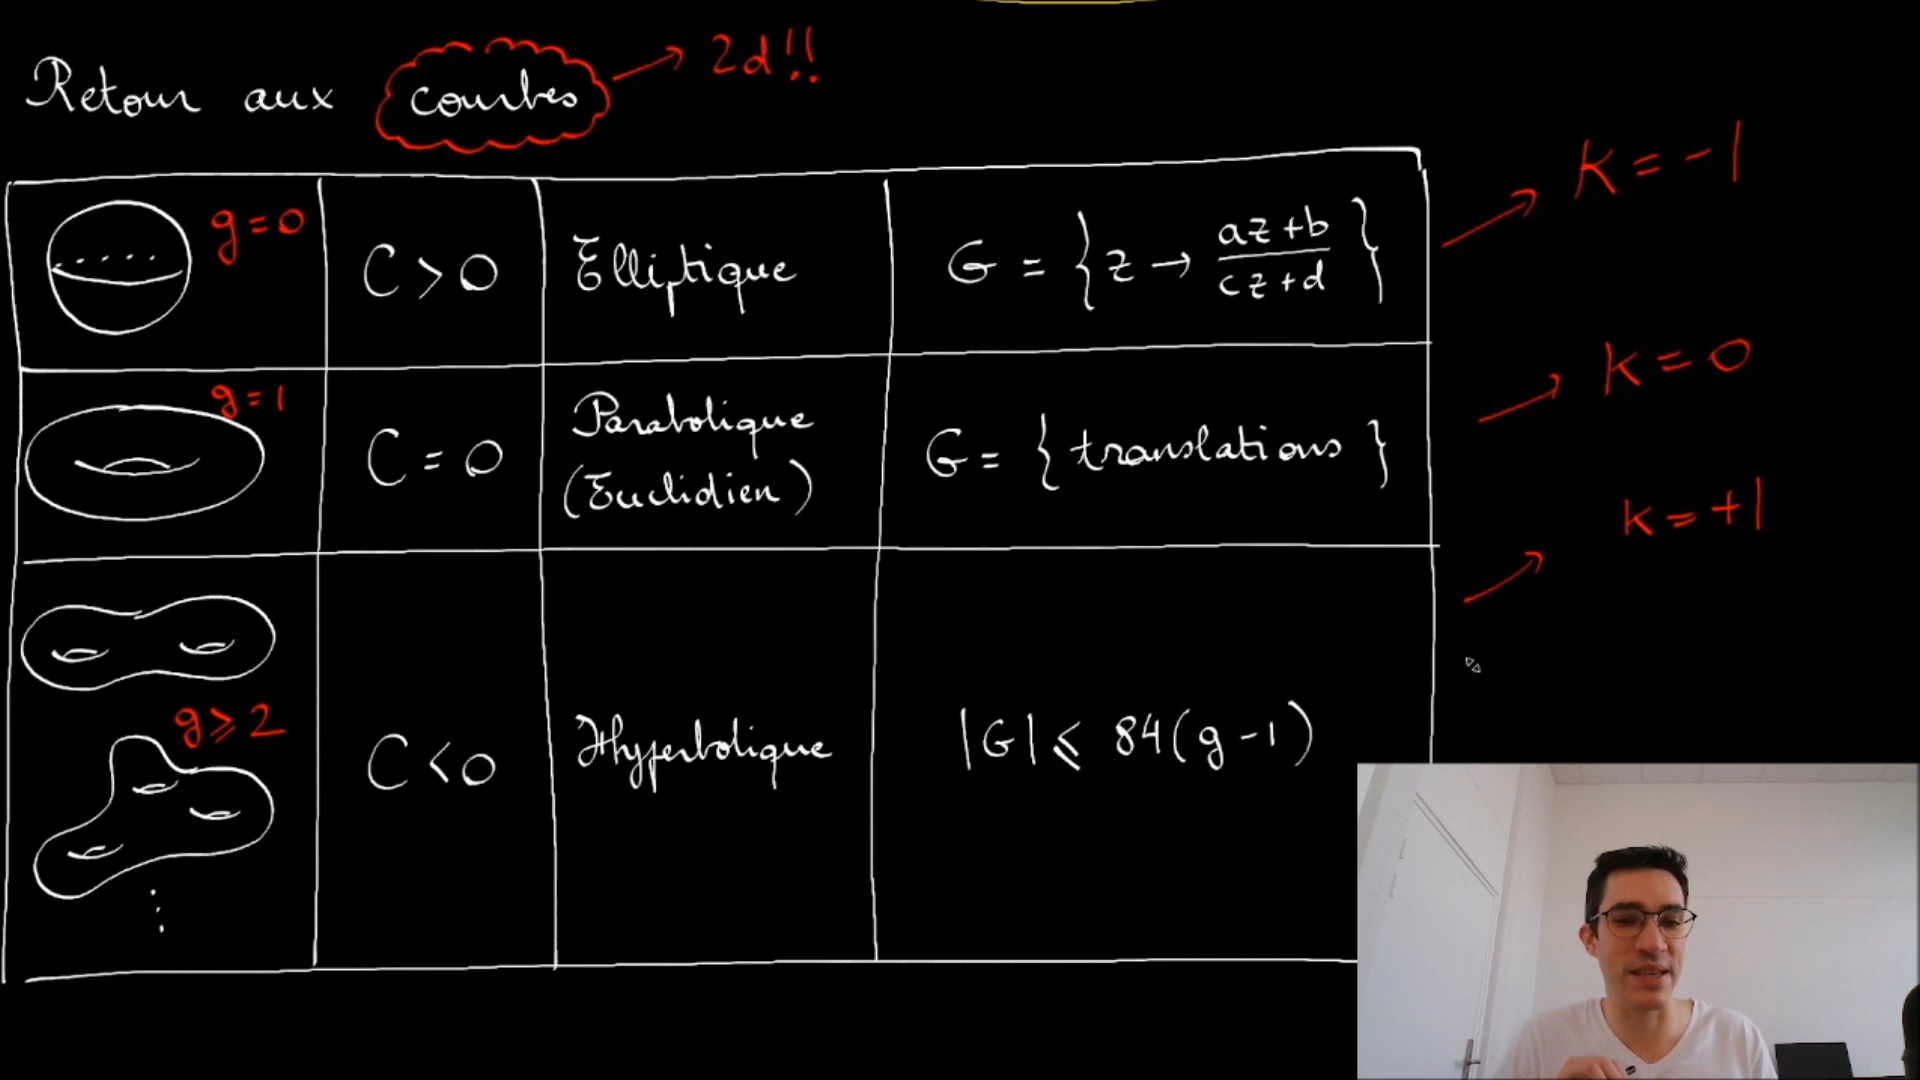 Retour aux courbes → 2d!!
g=0
C > 0
Elliptique
G = { z → (az+b)/(cz+d) }
K = -1
g=1
C = 0
Parabolique
(Euclidien)
G = { translations }
K = 0
g ≥ 2
C < 0
Hyperbolique
|G| ≤ 84(g-1)
K = +1